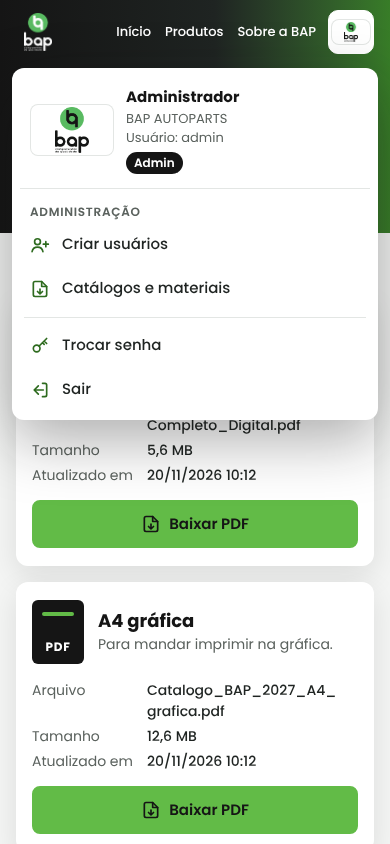 bap
Início Produtos Sobre a BAP
bap
bap
Administrador
BAP AUTOPARTS
Usuário: admin
Admin
ADMINISTRAÇÃO
Criar usuários
Catálogos e materiais
Trocar senha
Sair
Completo_Digital.pdf
Tamanho 5,6 MB
Atualizado em 20/11/2026 10:12
Baixar PDF
PDF
A4 gráfica
Para mandar imprimir na gráfica.
Arquivo Catalogo_BAP_2027_A4_
grafica.pdf
Tamanho 12,6 MB
Atualizado em 20/11/2026 10:12
Baixar PDF